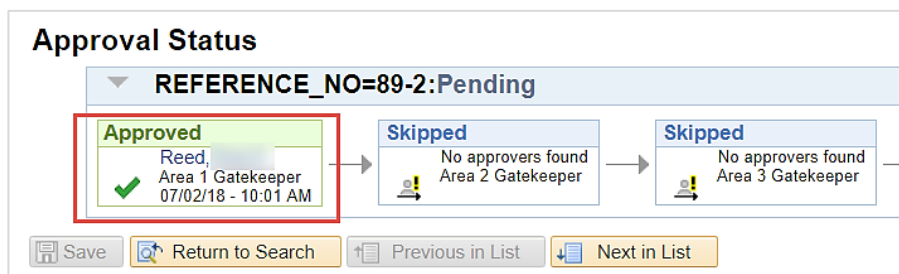 Approval Status
REFERENCE_NO=89-2:Pending
Approved
Reed,
Area 1 Gatekeeper
07/02/18 - 10:01 AM
Skipped
No approvers found
Area 2 Gatekeeper
Skipped
No approvers found
Area 3 Gatekeeper
Save
Return to Search
Previous in List
Next in List